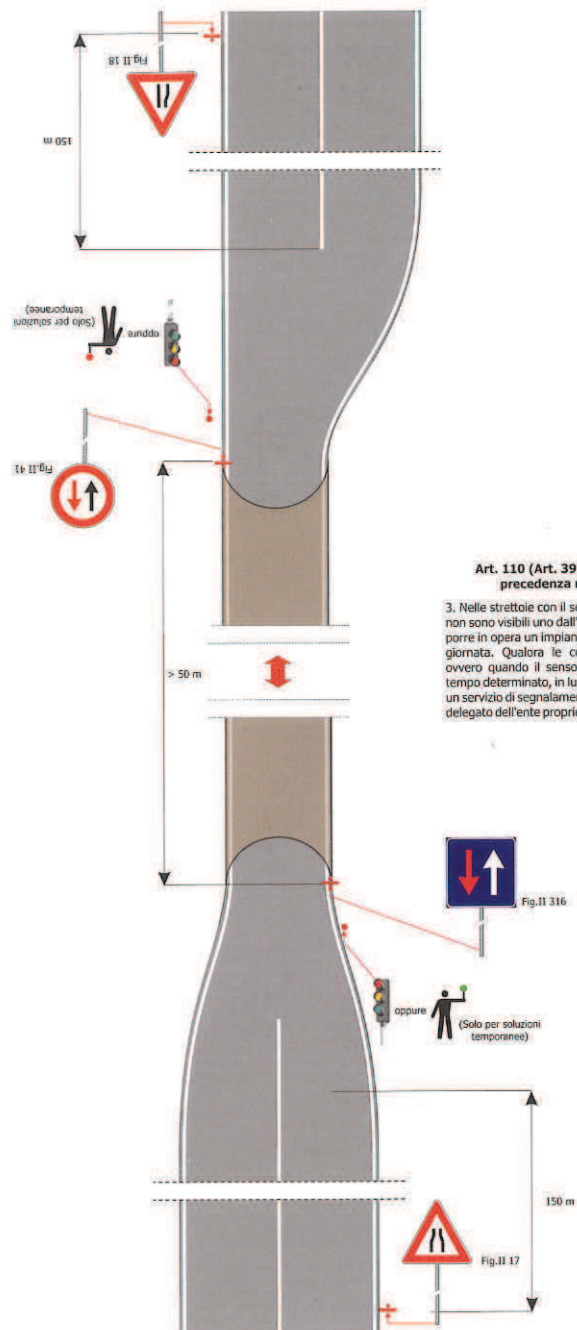 Fig.II 18
150 m
(Solo per soluzioni
temporanee)
oppure
Fig.II 41
Art. 110 (Art. 39
precedenza
3. Nelle strettoie con il
non sono visibili uno dall'
porre in opera un impian
giornata. Qualora le
ovvero quando il senso
tempo determinato, in lu
un servizio di segnalame
delegato dell'ente propri
> 50 m
Fig.II 316
oppure
(Solo per soluzioni
temporanee)
150 m
Fig.II 17